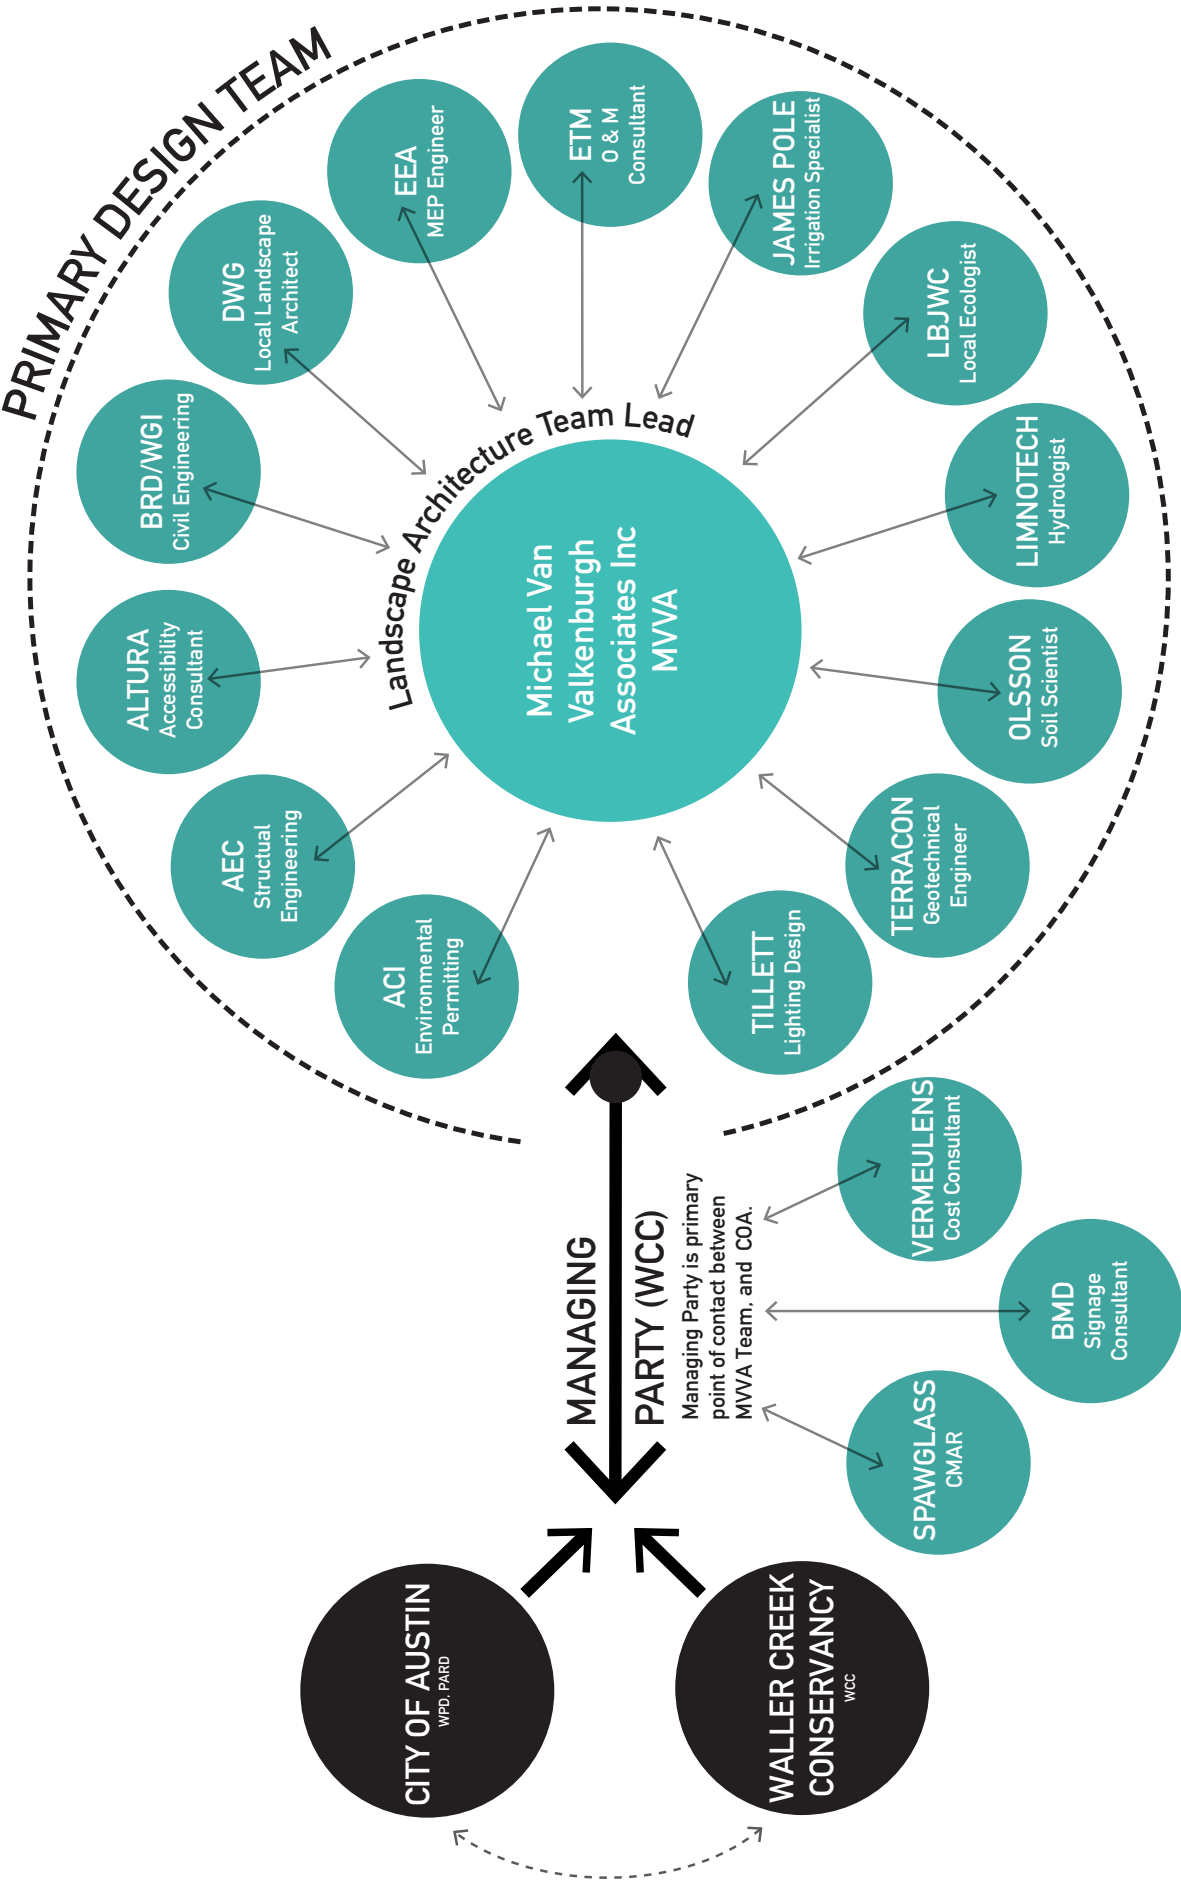 PRIMARY DESIGN TEAM
CITY OF AUSTIN
WPD, PARD
WALLER CREEK
CONSERVANCY
WCC
MANAGING
PARTY (WCC)
Managing Party is primary
point of contact between
MVVA Team, and COA.
SPAWGLASS
CMAR
BMD
Signage
Consultant
VERMEULENS
Cost Consultant
Landscape Architecture Team Lead
Michael Van
Valkenburgh
Associates Inc
MVVA
ACI
Environmental
Permitting
AEC
Structual
Engineering
ALTURA
Accessibility
Consultant
BRD/WGI
Civil Engineering
DWG
Local Landscape
Architect
EEA
MEP Engineer
ETM
O & M
Consultant
JAMES POLE
Irrigation Specialist
LBJWC
Local Ecologist
LIMNOTECH
Hydrologist
OLSSON
Soil Scientist
TERRACON
Geotechnical
Engineer
TILLETT
Lighting Design